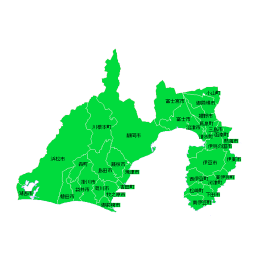 小山町
富士宮市
御殿場市
裾野市
富士市
長泉町
三島市
川根本町
沼津市
函南町
静岡市
清水町
熱海市
伊豆の国市
浜松市
伊東市
森町
藤枝市
伊豆市
島田市
焼津市
西伊豆町
東伊豆町
掛川市
河津町
吉田町
菊川市
湖西市
袋井市
松崎町
磐田市
牧之原市
下田市
南伊豆町
御前崎市